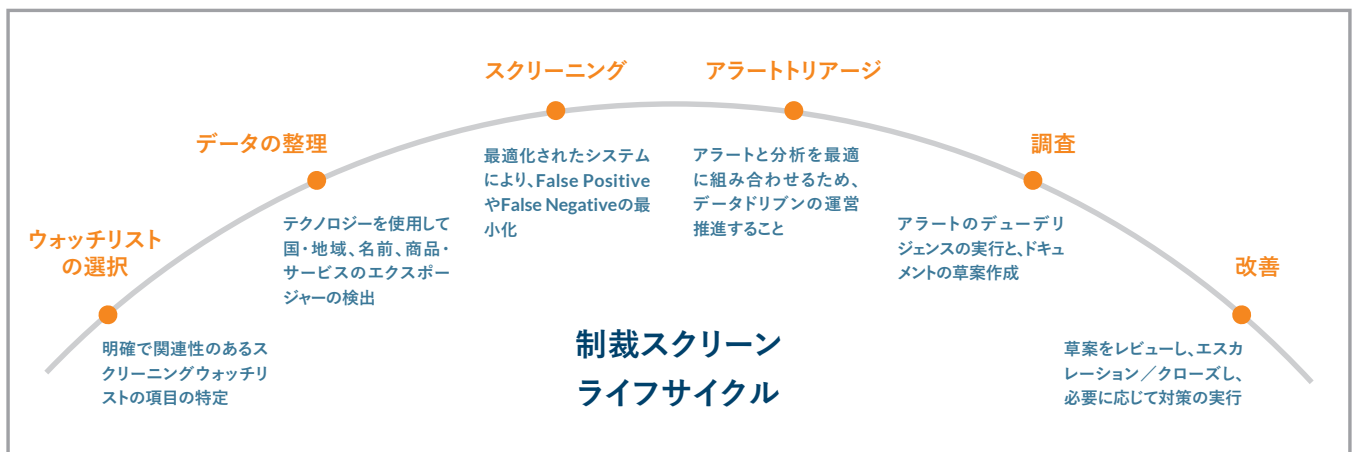 ウォッチリスト
の選択
明確で関連性のあるス
クリーニングウォッチリ
ストの項目の特定
データの整理
テクノロジーを使用して
国・地域、名前、商品・
サービスのエクスポー
ジャーの検出
スクリーニング
最適化されたシステム
により、False Positive
やFalse Negativeの最
小化
アラートトリアージ
アラートと分析を最適
に組み合わせるため、
データドリブンの運営
推進すること
調査
アラートのデューデリ
ジェンスの実行と、ドキュ
メントの草案作成
改善
草案をレビューし、エスカ
レーション／クローズし、
必要に応じて対策の実行
制裁スクリーン
ライフサイクル